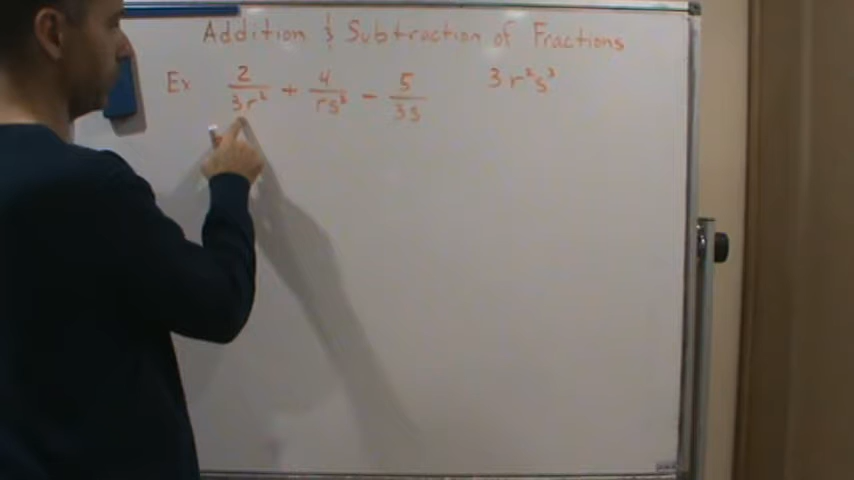 Addition & Subtraction of Fractions
Ex 2/3r² + 4/rs³ - 5/3s 3r²s³